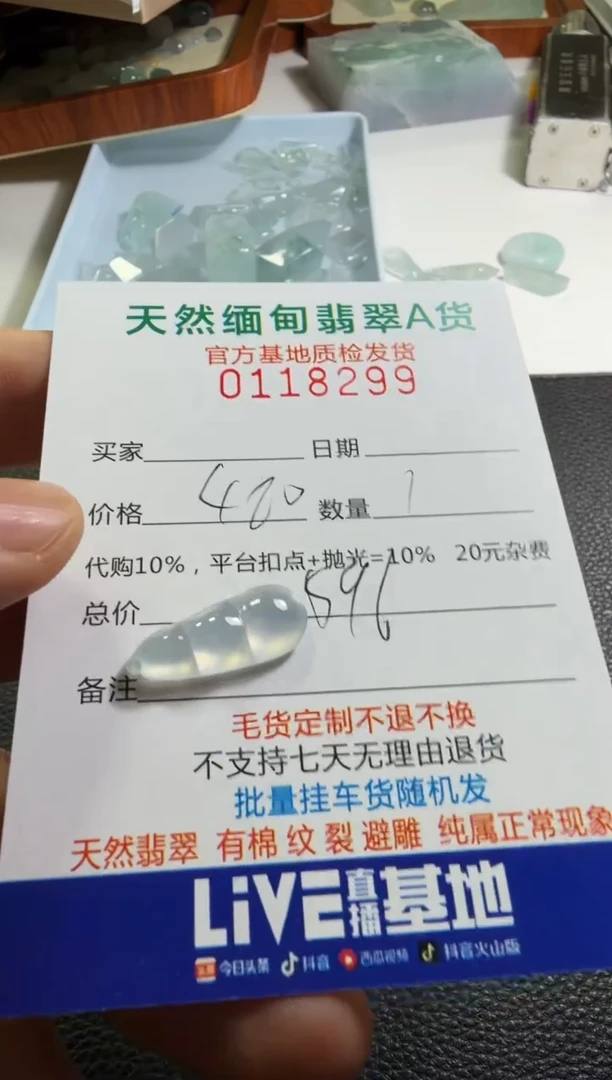 天然缅甸翡翠A货
官方基地质检发货
0118299
买家 日期
价格 480 数量 1
代购10%，平台扣点+抛光=10% 20元杂费
总价 596
备注
毛货定制不退不换
不支持七天无理由退货
批量挂车货随机发
天然翡翠 有棉 纹 裂 避雕 纯属正常现象
LiVE直播基地
今日头条 抖音 西瓜视频 抖音火山版